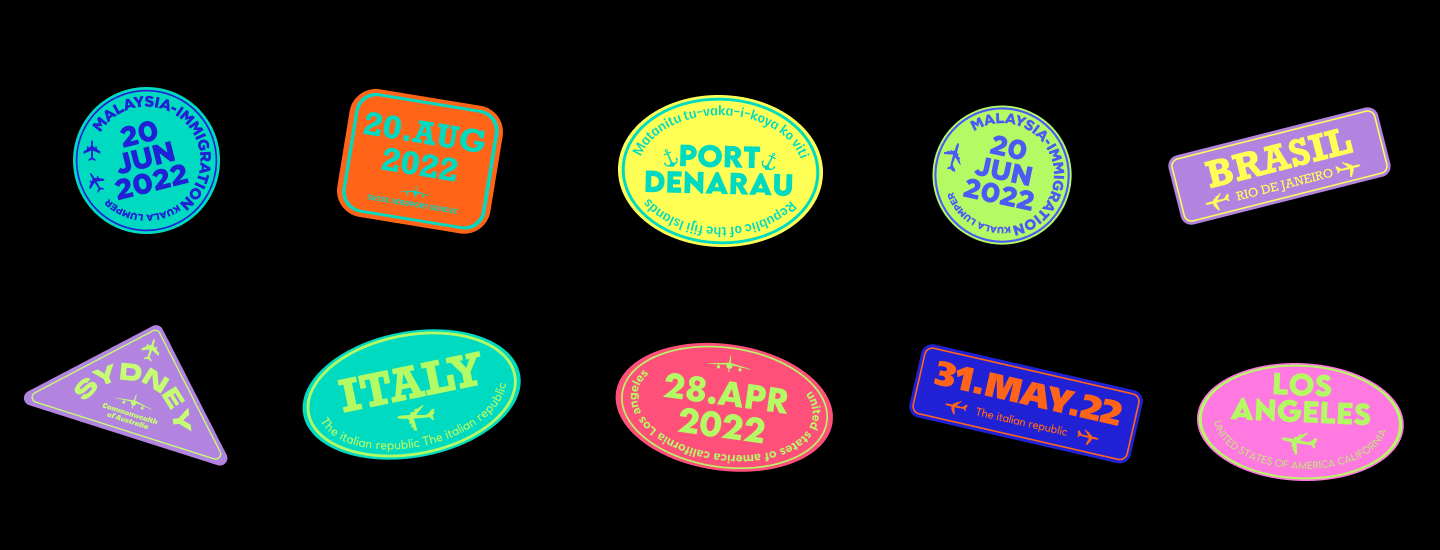 MALAYSIA-IMMIGRATION
20
JUN
2022
KUALA LUMPER
20.AUG
2022
Matanitu tu-vaka-i-koya ko viti
PORT
DENARAU
Republic of the fiji Islands
MALAYSIA-IMMIGRATION
20
JUN
2022
KUALA LUMPER
BRASIL
RIO DE JANEIRO
SYDNEY
Commonwealth
of Australia
ITALY
The italian republic The italian republic
28.APR
2022
united states of america california Los angeles
31.MAY.22
The italian republic
LOS
ANGELES
UNITED STATES OF AMERICA CALIFORNIA